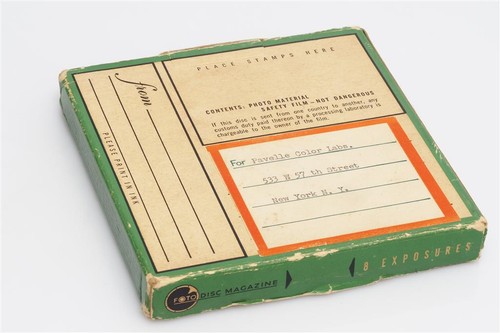 PLACE STAMPS HERE
from
PLEASE PRINT IN INK
CONTENTS: PHOTO MATERIAL
SAFETY FILM—NOT DANGEROUS
If this disc is sent from one country to another, any
customs duty paid thereon by a processing laboratory is
chargeable to the owner of the film.
For Pavelle Color Labs.
533 W 57 th Street
New York N. Y.
FOTO DISC MAGAZINE
8 EXPOSURES